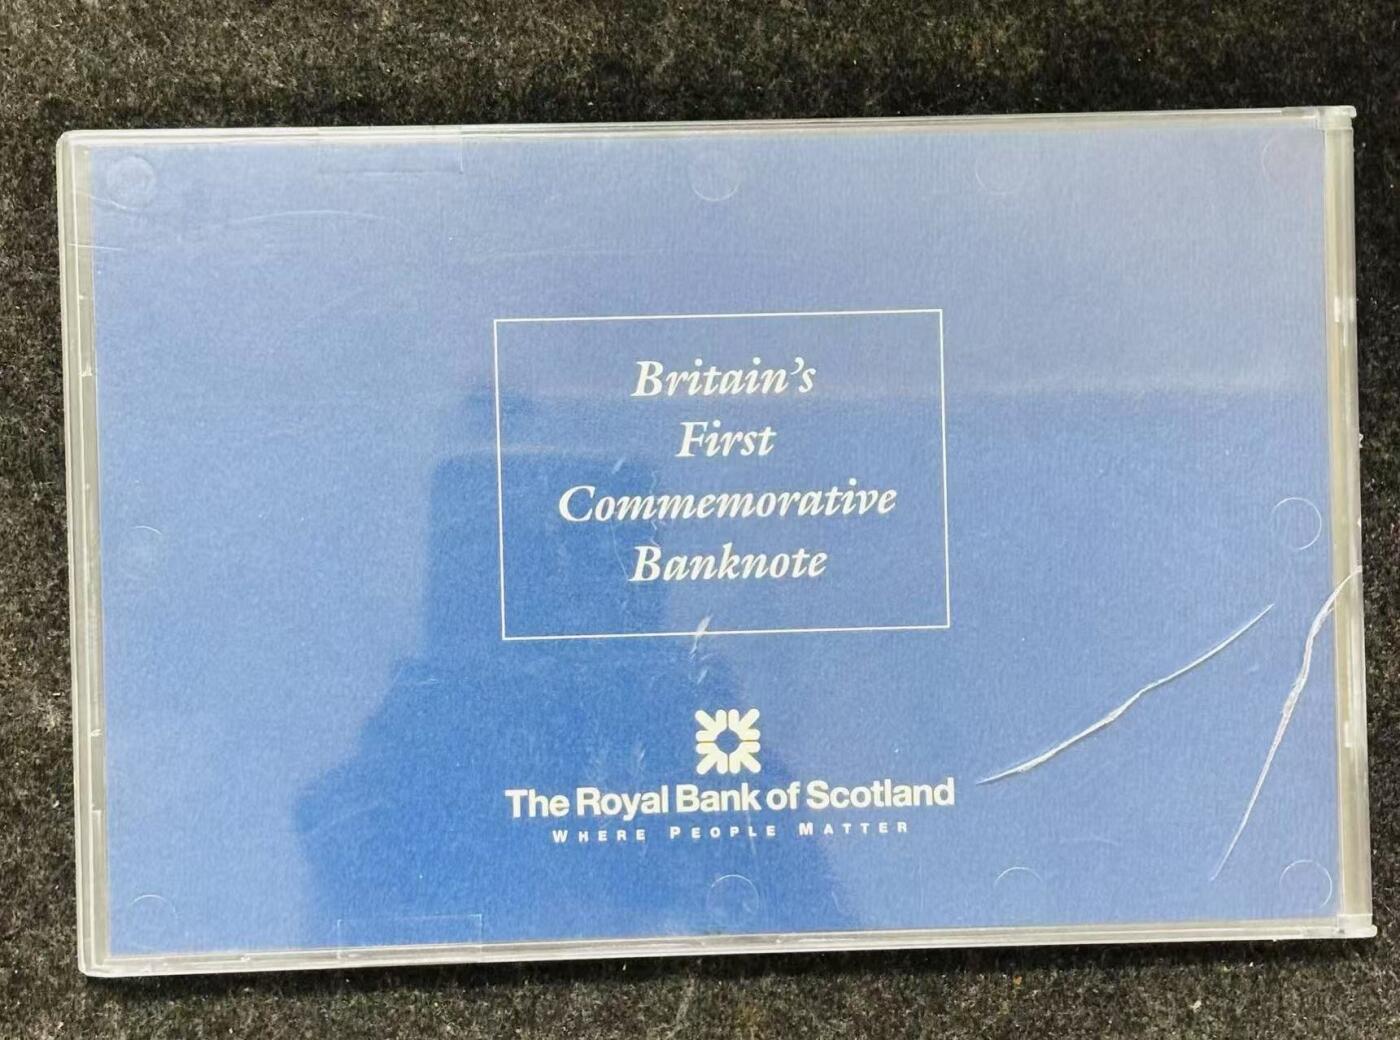 Britain's
First
Commemorative
Banknote
The Royal Bank of Scotland
WHERE PEOPLE MATTER